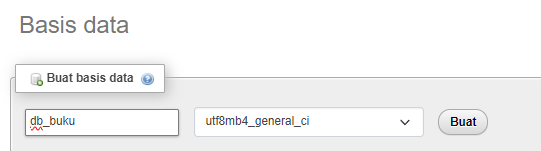 Basis data
Buat basis data
db_buku utf8mb4_general_ci Buat